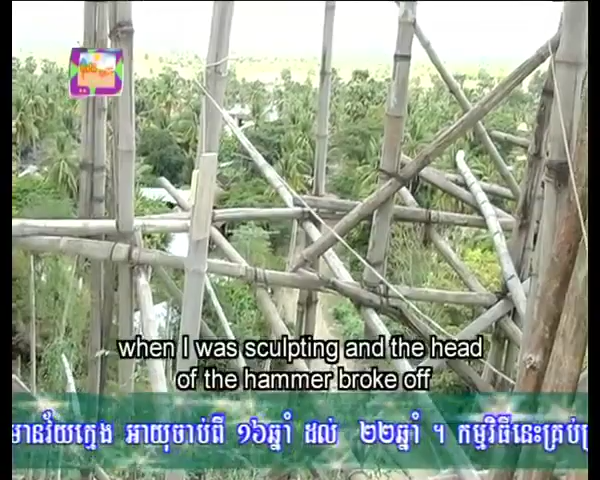 when I was sculpting and the head
of the hammer broke off
មានវ័យក្មេង អាយុចាប់ពី ១៦ឆ្នាំ ដល់ ២២ឆ្នាំ ។ កម្មវិធីនេះគ្រប់